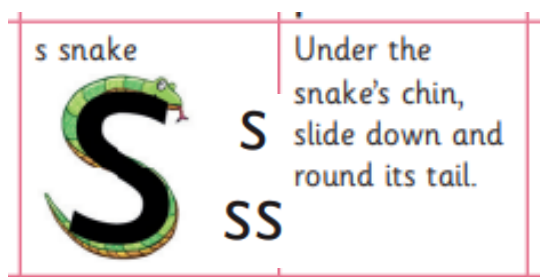 s snake
S
s
ss
Under the
snake's chin,
slide down and
round its tail.